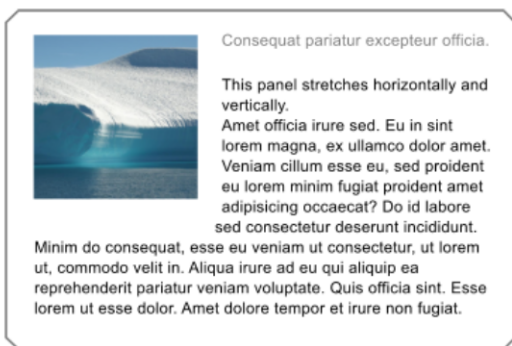 Consequat pariatur excepteur officia.
This panel stretches horizontally and
vertically.
Amet officia irure sed. Eu in sint
lorem magna, ex ullamco dolor amet.
Veniam cillum esse eu, sed proident
eu lorem minim fugiat proident amet
adipisicing occaecat? Do id labore
sed consectetur deserunt incididunt.
Minim do consequat, esse eu veniam ut consectetur, ut lorem
ut, commodo velit in. Aliqua irure ad eu qui aliquip ea
reprehenderit pariatur veniam voluptate. Quis officia sint. Esse
lorem ut esse dolor. Amet dolore tempor et irure non fugiat.